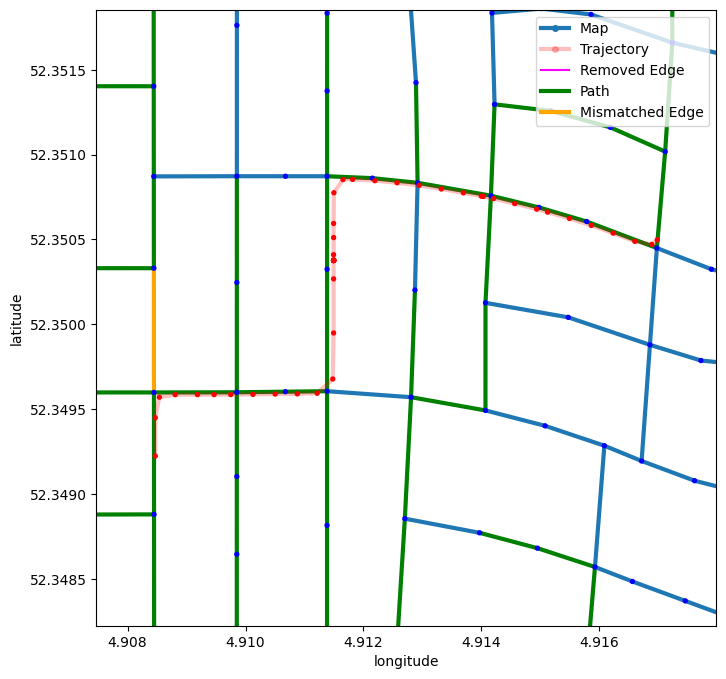 Map
Trajectory
Removed Edge
Path
Mismatched Edge
52.3515
52.3510
52.3505
52.3500
52.3495
52.3490
52.3485
latitude
4.908 4.910 4.912 4.914 4.916
longitude